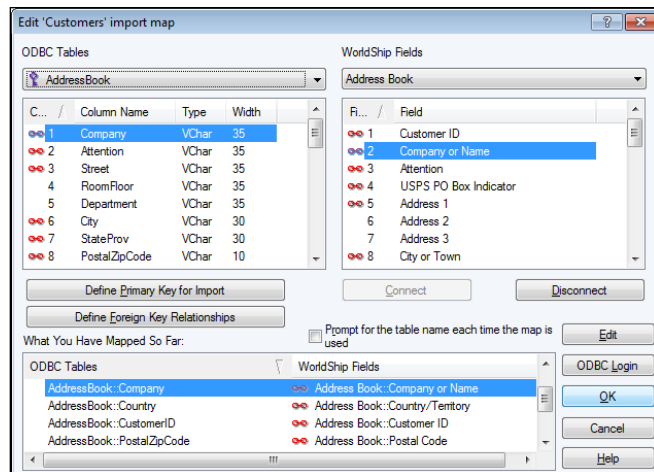 Edit 'Customers' import map
ODBC Tables WorldShip Fields
AddressBook Address Book
C... Column Name Type Width Fi... Field
1 Company VChar 35 1 Customer ID
2 Attention VChar 35 2 Company or Name
3 Street VChar 35 3 Attention
4 RoomFloor VChar 35 4 USPS PO Box Indicator
5 Department VChar 35 5 Address 1
6 City VChar 30 6 Address 2
7 StateProv VChar 30 7 Address 3
8 PostalZipCode VChar 10 8 City or Town
Define Primary Key for Import Connect Disconnect
Define Foreign Key Relationships
Prompt for the table name each time the map is
used
Edit
What You Have Mapped So Far:
ODBC Tables WorldShip Fields ODBC Login
AddressBook::Company Address Book::Company or Name
AddressBook::Country Address Book::Country/Territory OK
AddressBook::CustomerID Address Book::Customer ID
AddressBook::PostalZipCode Address Book::Postal Code Cancel
Help